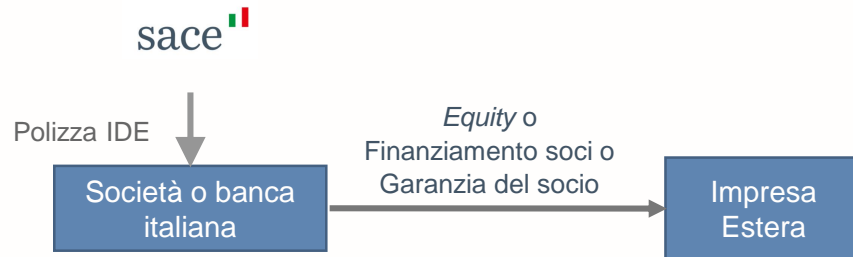 sace
Polizza IDE
Equity o
Finanziamento soci o
Garanzia del socio
Società o banca
italiana
Impresa
Estera